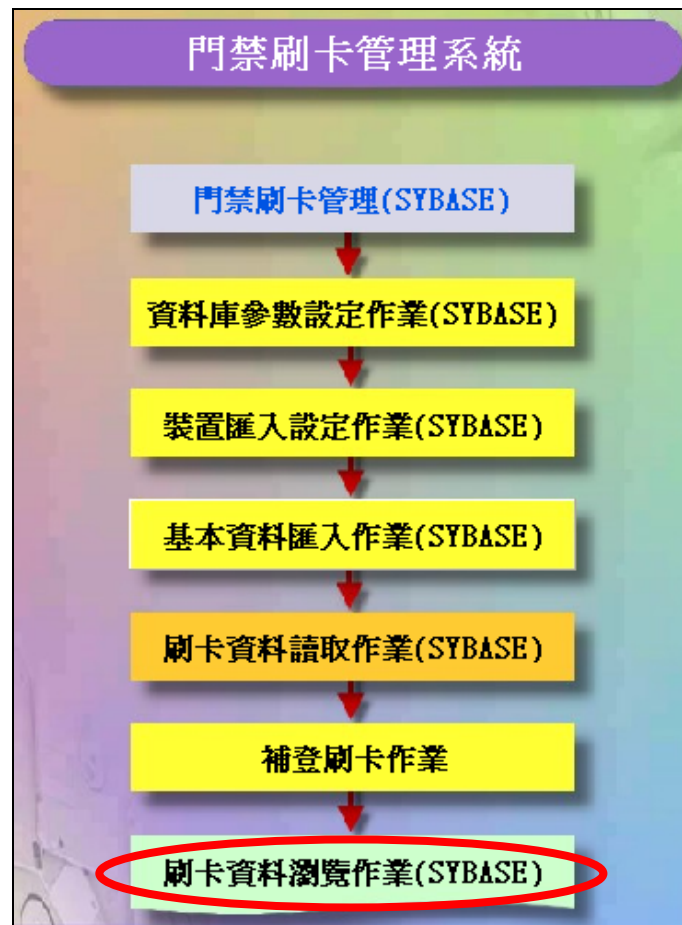 門禁刷卡管理系統
門禁刷卡管理(SYBASE)
資料庫參數設定作業(SYBASE)
裝置匯入設定作業(SYBASE)
基本資料匯入作業(SYBASE)
刷卡資料讀取作業(SYBASE)
補登刷卡作業
刷卡資料瀏覽作業(SYBASE)